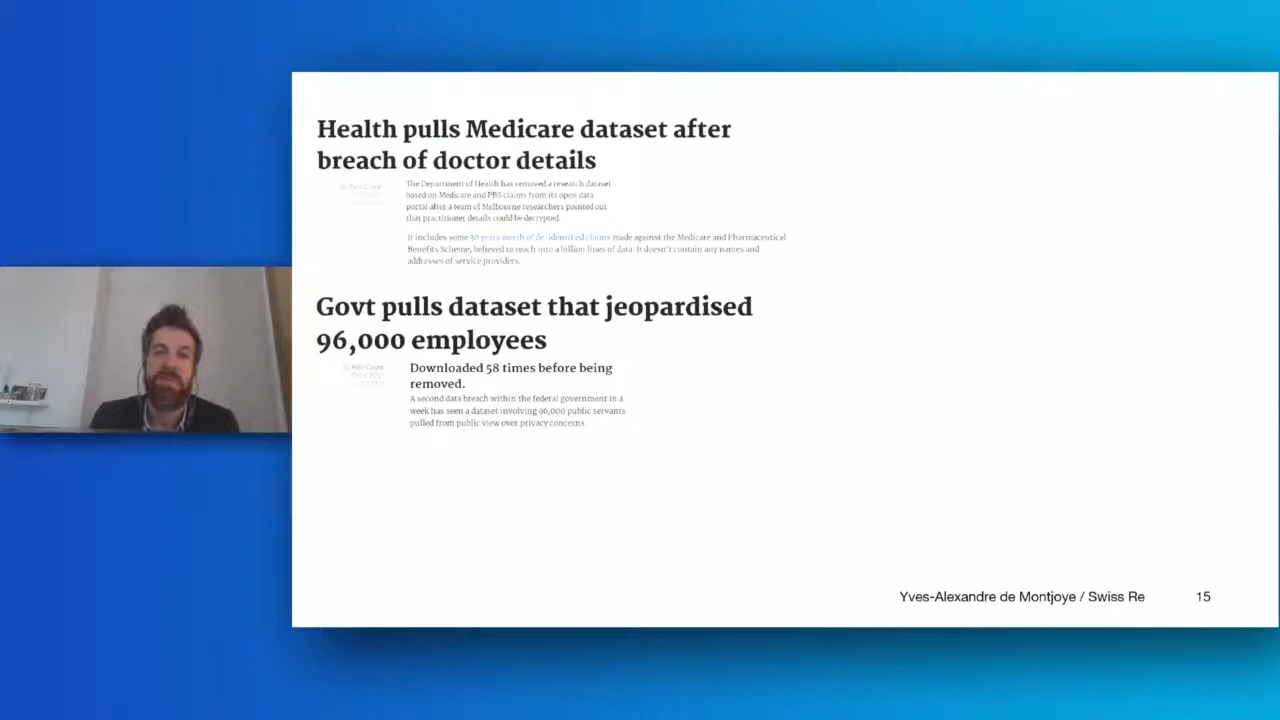 Health pulls Medicare dataset after
breach of doctor details
The Department of Health has removed a research dataset
based on Medicare and PBS claims from its open data
portal after a team of Melbourne researchers pointed out
that practitioner details could be decrypted.
It includes some 30 years worth of de-identified claims made against the Medicare and Pharmaceutical
Benefits Scheme, believed to reach into a billion lines of data. It doesn't contain any names and
addresses of service providers.
Govt pulls dataset that jeopardised
96,000 employees
Downloaded 58 times before being
removed.
A second data breach within the federal government in a
week has seen a dataset involving 96,000 public servants
pulled from public view over privacy concerns.
Yves-Alexandre de Montjoye / Swiss Re
15